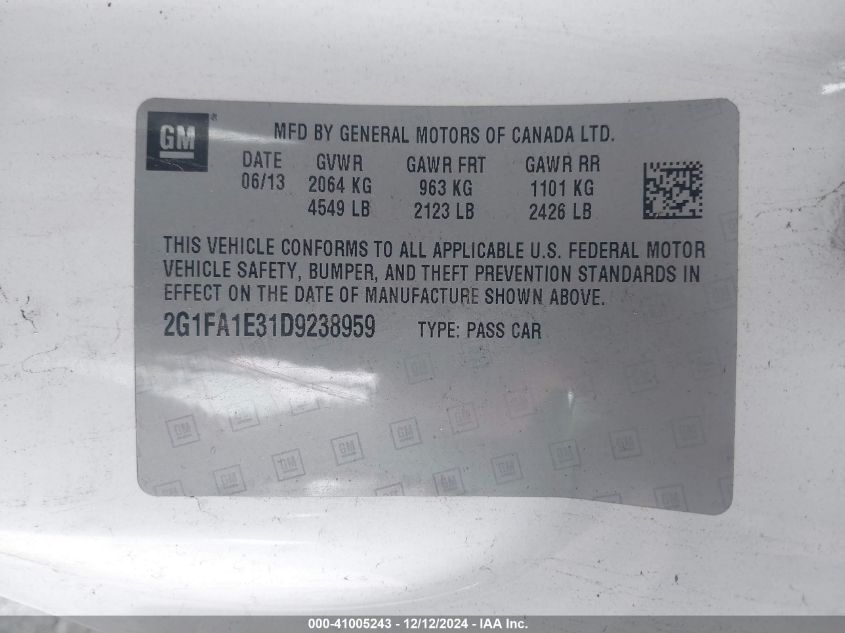 GM
MFD BY GENERAL MOTORS OF CANADA LTD.
DATE GVWR GAWR FRT GAWR RR
06/13 2064 KG 963 KG 1101 KG
4549 LB 2123 LB 2426 LB
THIS VEHICLE CONFORMS TO ALL APPLICABLE U.S. FEDERAL MOTOR
VEHICLE SAFETY, BUMPER, AND THEFT PREVENTION STANDARDS IN
EFFECT ON THE DATE OF MANUFACTURE SHOWN ABOVE.
2G1FA1E31D9238959 TYPE: PASS CAR
000-41005243 - 12/12/2024 - IAA Inc.